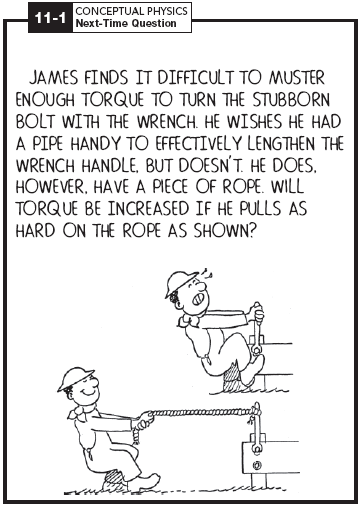 11-1
CONCEPTUAL PHYSICS
Next-Time Question
JAMES FINDS IT DIFFICULT TO MUSTER
ENOUGH TORQUE TO TURN THE STUBBORN
BOLT WITH THE WRENCH. HE WISHES HE HAD
A PIPE HANDY TO EFFECTIVELY LENGTHEN THE
WRENCH HANDLE, BUT DOESN'T. HE DOES,
HOWEVER, HAVE A PIECE OF ROPE. WILL
TORQUE BE INCREASED IF HE PULLS AS
HARD ON THE ROPE AS SHOWN?